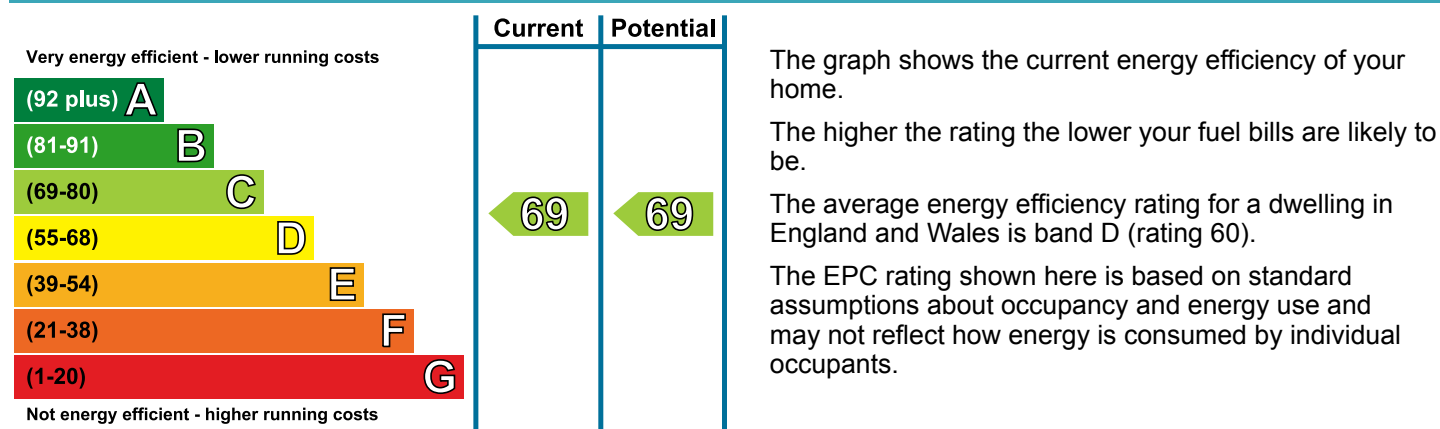 Current Potential
Very energy efficient - lower running costs
(92 plus) A
(81-91) B
(69-80) C
69 69
(55-68) D
(39-54) E
(21-38) F
(1-20) G
Not energy efficient - higher running costs
The graph shows the current energy efficiency of your
home.
The higher the rating the lower your fuel bills are likely to
be.
The average energy efficiency rating for a dwelling in
England and Wales is band D (rating 60).
The EPC rating shown here is based on standard
assumptions about occupancy and energy use and
may not reflect how energy is consumed by individual
occupants.